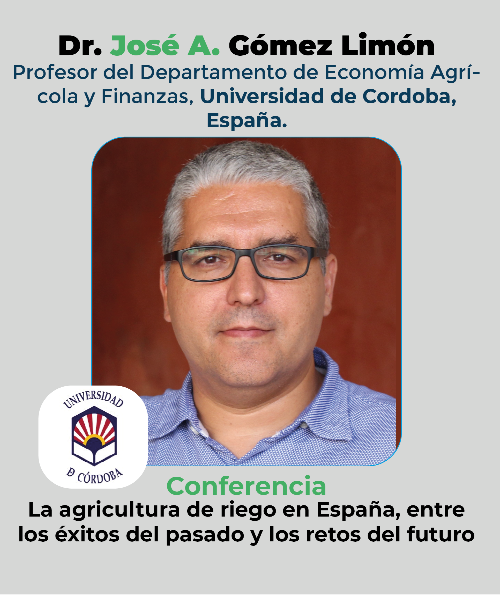 Dr. José A. Gómez Limón
Profesor del Departamento de Economía Agrí-
cola y Finanzas, Universidad de Cordoba,
España.
UNIVERSIDAD
D CÓRDOBA
Conferencia
La agricultura de riego en España, entre
los éxitos del pasado y los retos del futuro